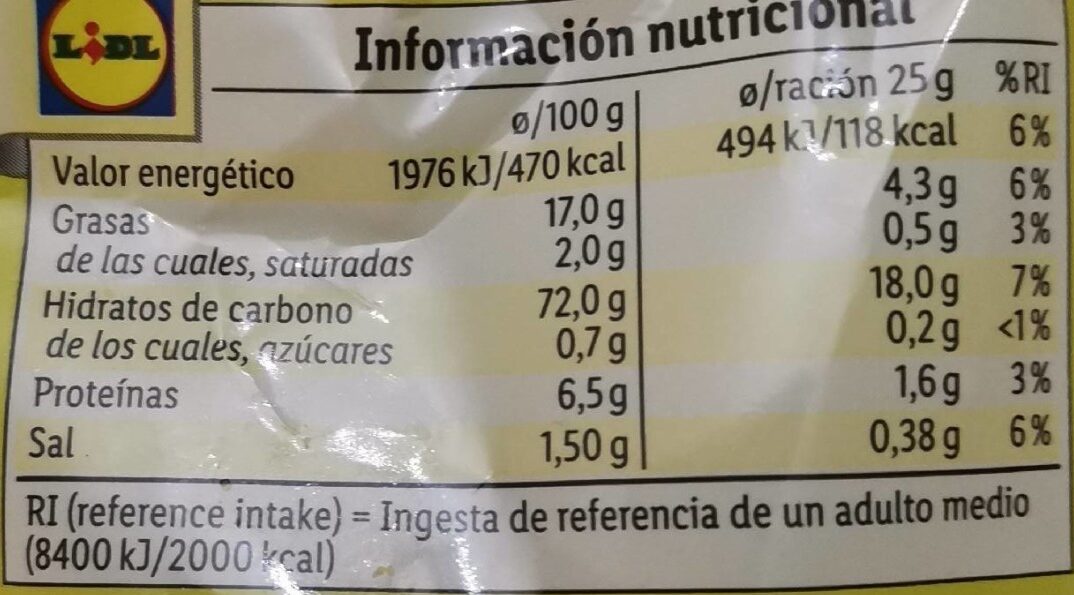 LIDL
Información nutricional
ø/100 g ø/ración 25 g %RI
Valor energético 1976 kJ/470 kcal 494 kJ/118 kcal 6%
Grasas 17,0 g 4,3 g 6%
de las cuales, saturadas 2,0 g 0,5 g 3%
Hidratos de carbono 72,0 g 18,0 g 7%
de los cuales, azúcares 0,7 g 0,2 g <1%
Proteínas 6,5 g 1,6 g 3%
Sal 1,50 g 0,38 g 6%
RI (reference intake) = Ingesta de referencia de un adulto medio
(8400 kJ/2000 kcal)